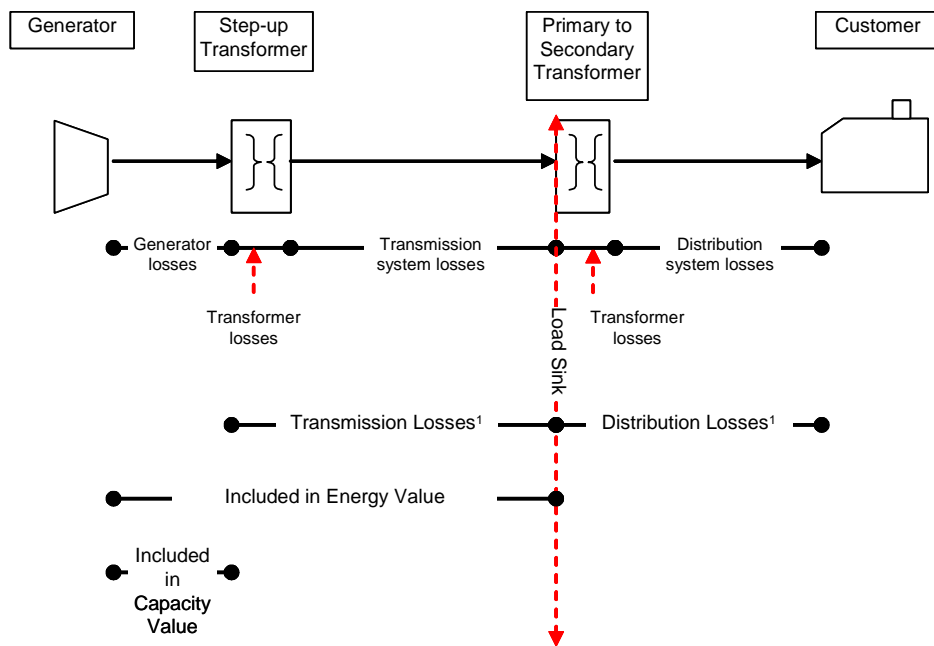 Generator
Step-up
Transformer
Primary to
Secondary
Transformer
Customer
Generator
losses
Transmission
system losses
Distribution
system losses
Transformer
losses
Transformer
losses
Load Sink
Transmission Losses¹
Distribution Losses¹
Included in Energy Value
Included
in
Capacity
Value